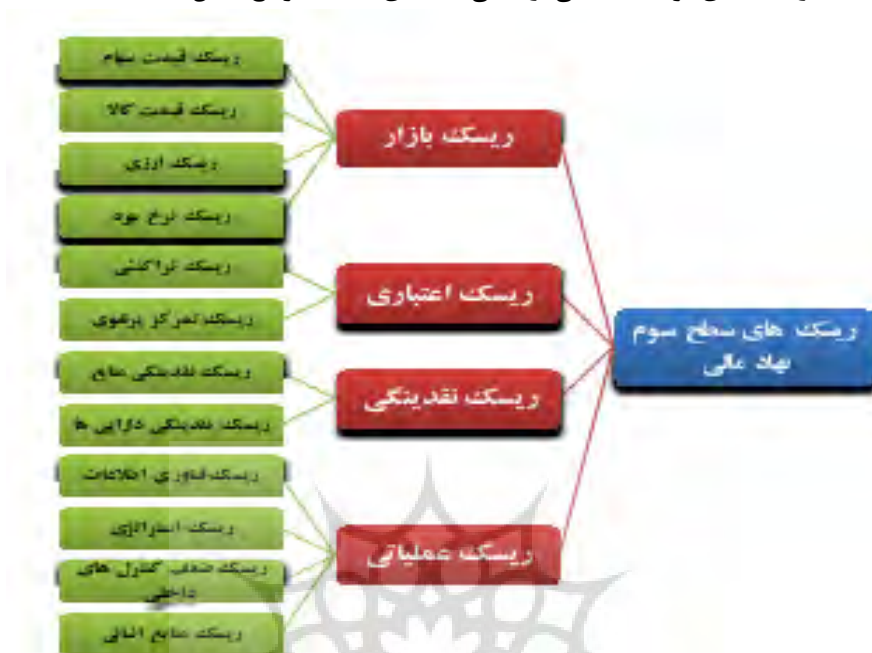 ریسک های سطح سوم
نهاد مالی
ریسک بازار
ریسک قیمت سهام
ریسک قیمت کالا
ریسک ارزی
ریسک نرخ سود
ریسک اعتباری
ریسک تراکنشی
ریسک تمرکز پرتفوی
ریسک نقدینگی
ریسک نقدینگی منابع
ریسک نقدینگی دارایی ها
ریسک عملیاتی
ریسک فناوری اطلاعات
ریسک استراتژی
ریسک ضعف کنترل های
داخلی
ریسک منابع انسانی